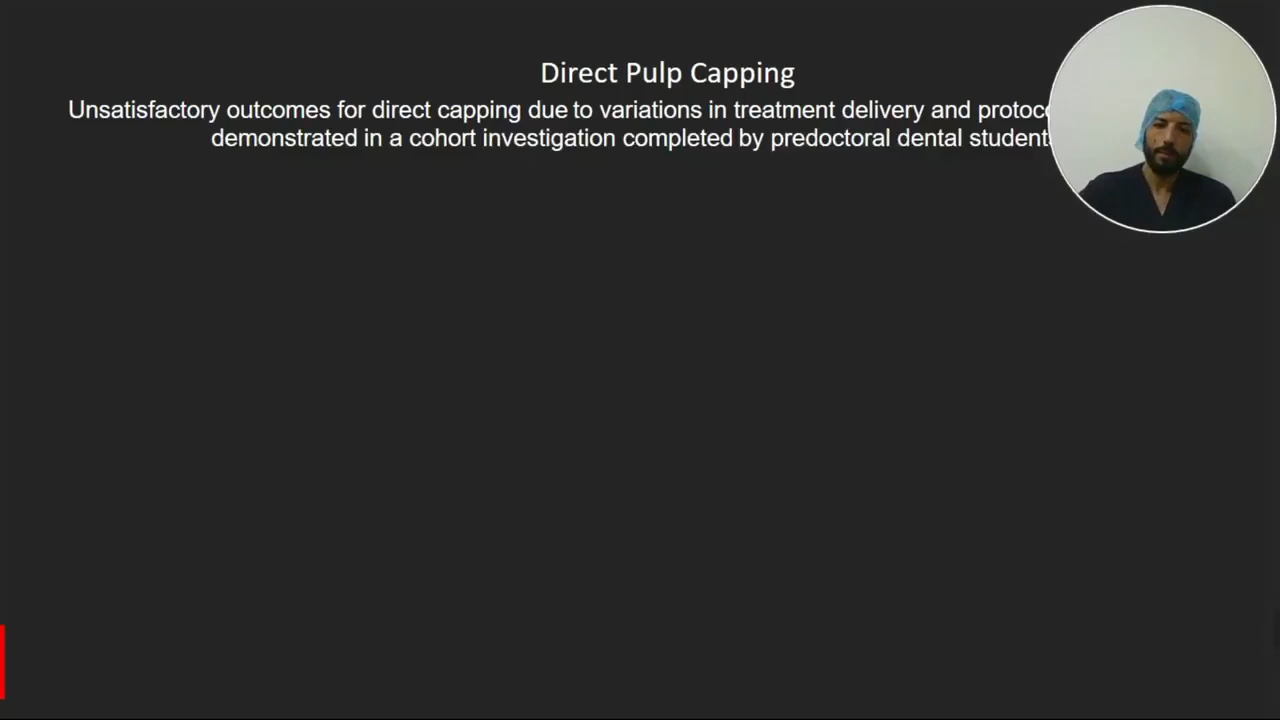 Direct Pulp Capping
Unsatisfactory outcomes for direct capping due to variations in treatment delivery and
demonstrated in a cohort investigation completed by predoctoral dental